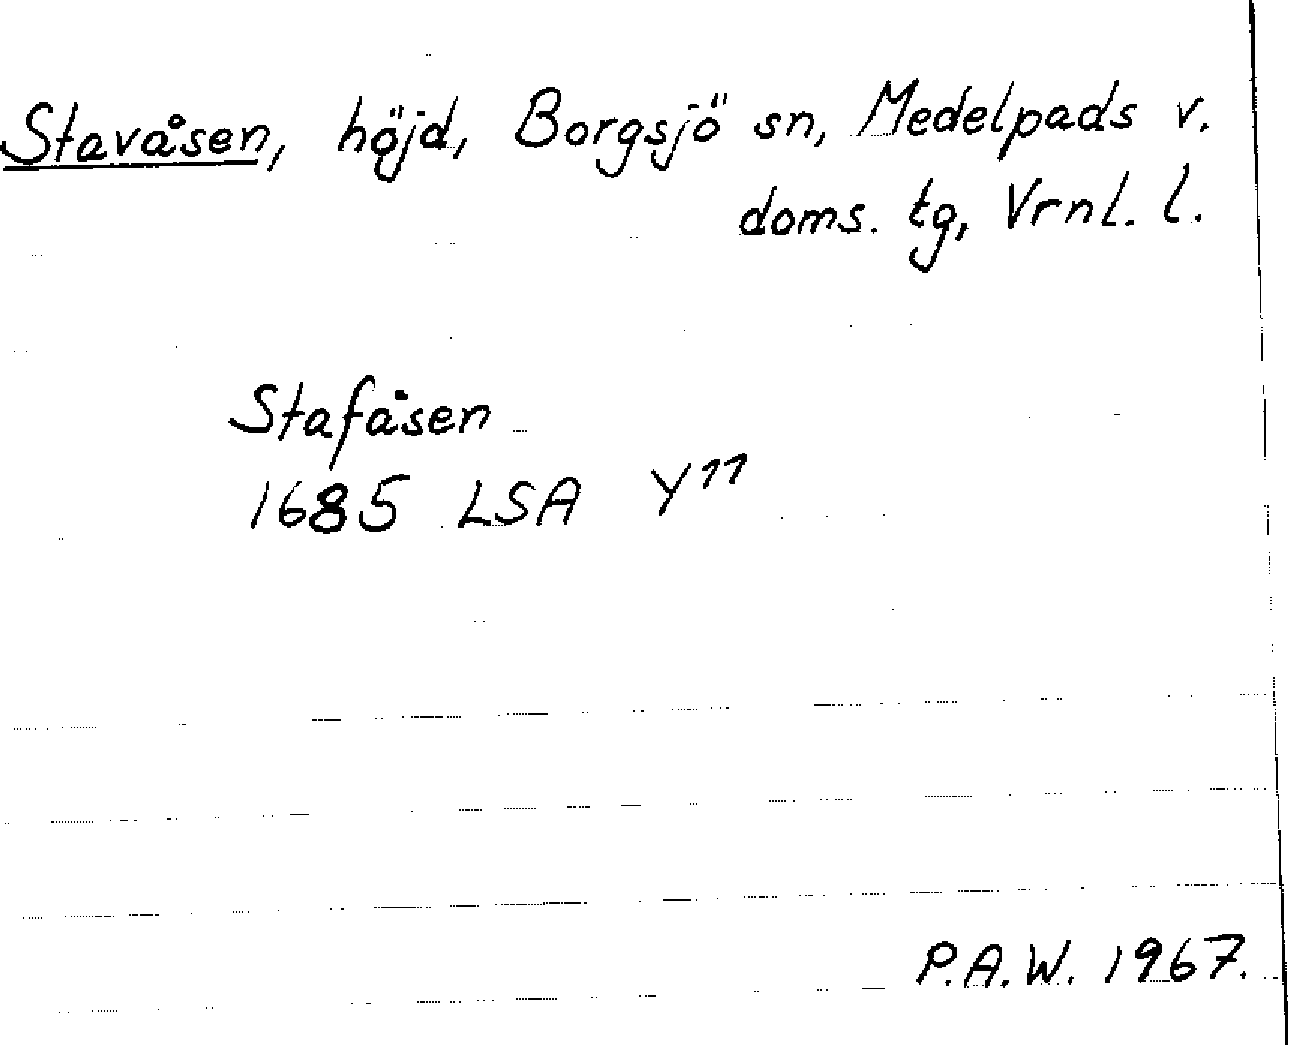 Stavåsen, höjd, Borgsjö sn, Medelpads v.
doms. tg, Vrnl. l.
Stafåsen
1685 LSA Y¹¹
P.A.W. 1967.